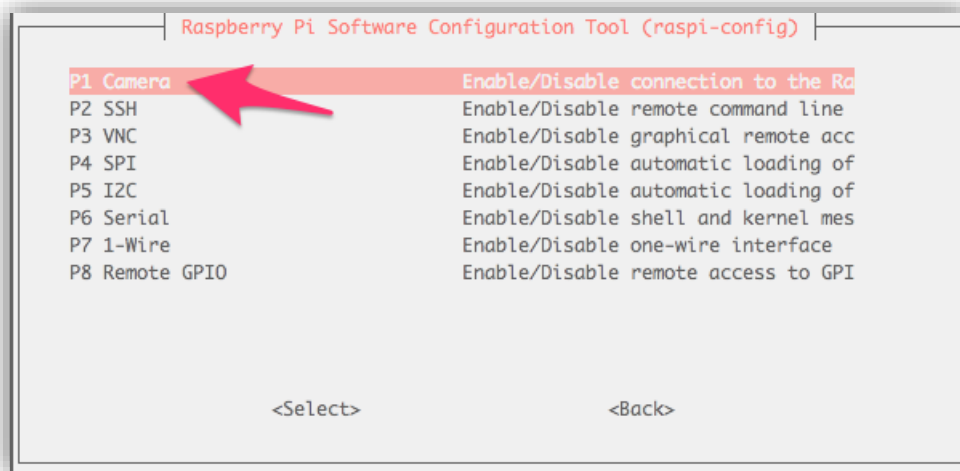 Raspberry Pi Software Configuration Tool (raspi-config)
P1 Camera Enable/Disable connection to the Ra
P2 SSH Enable/Disable remote command line
P3 VNC Enable/Disable graphical remote acc
P4 SPI Enable/Disable automatic loading of
P5 I2C Enable/Disable automatic loading of
P6 Serial Enable/Disable shell and kernel mes
P7 1-Wire Enable/Disable one-wire interface
P8 Remote GPIO Enable/Disable remote access to GPI
<Select> <Back>